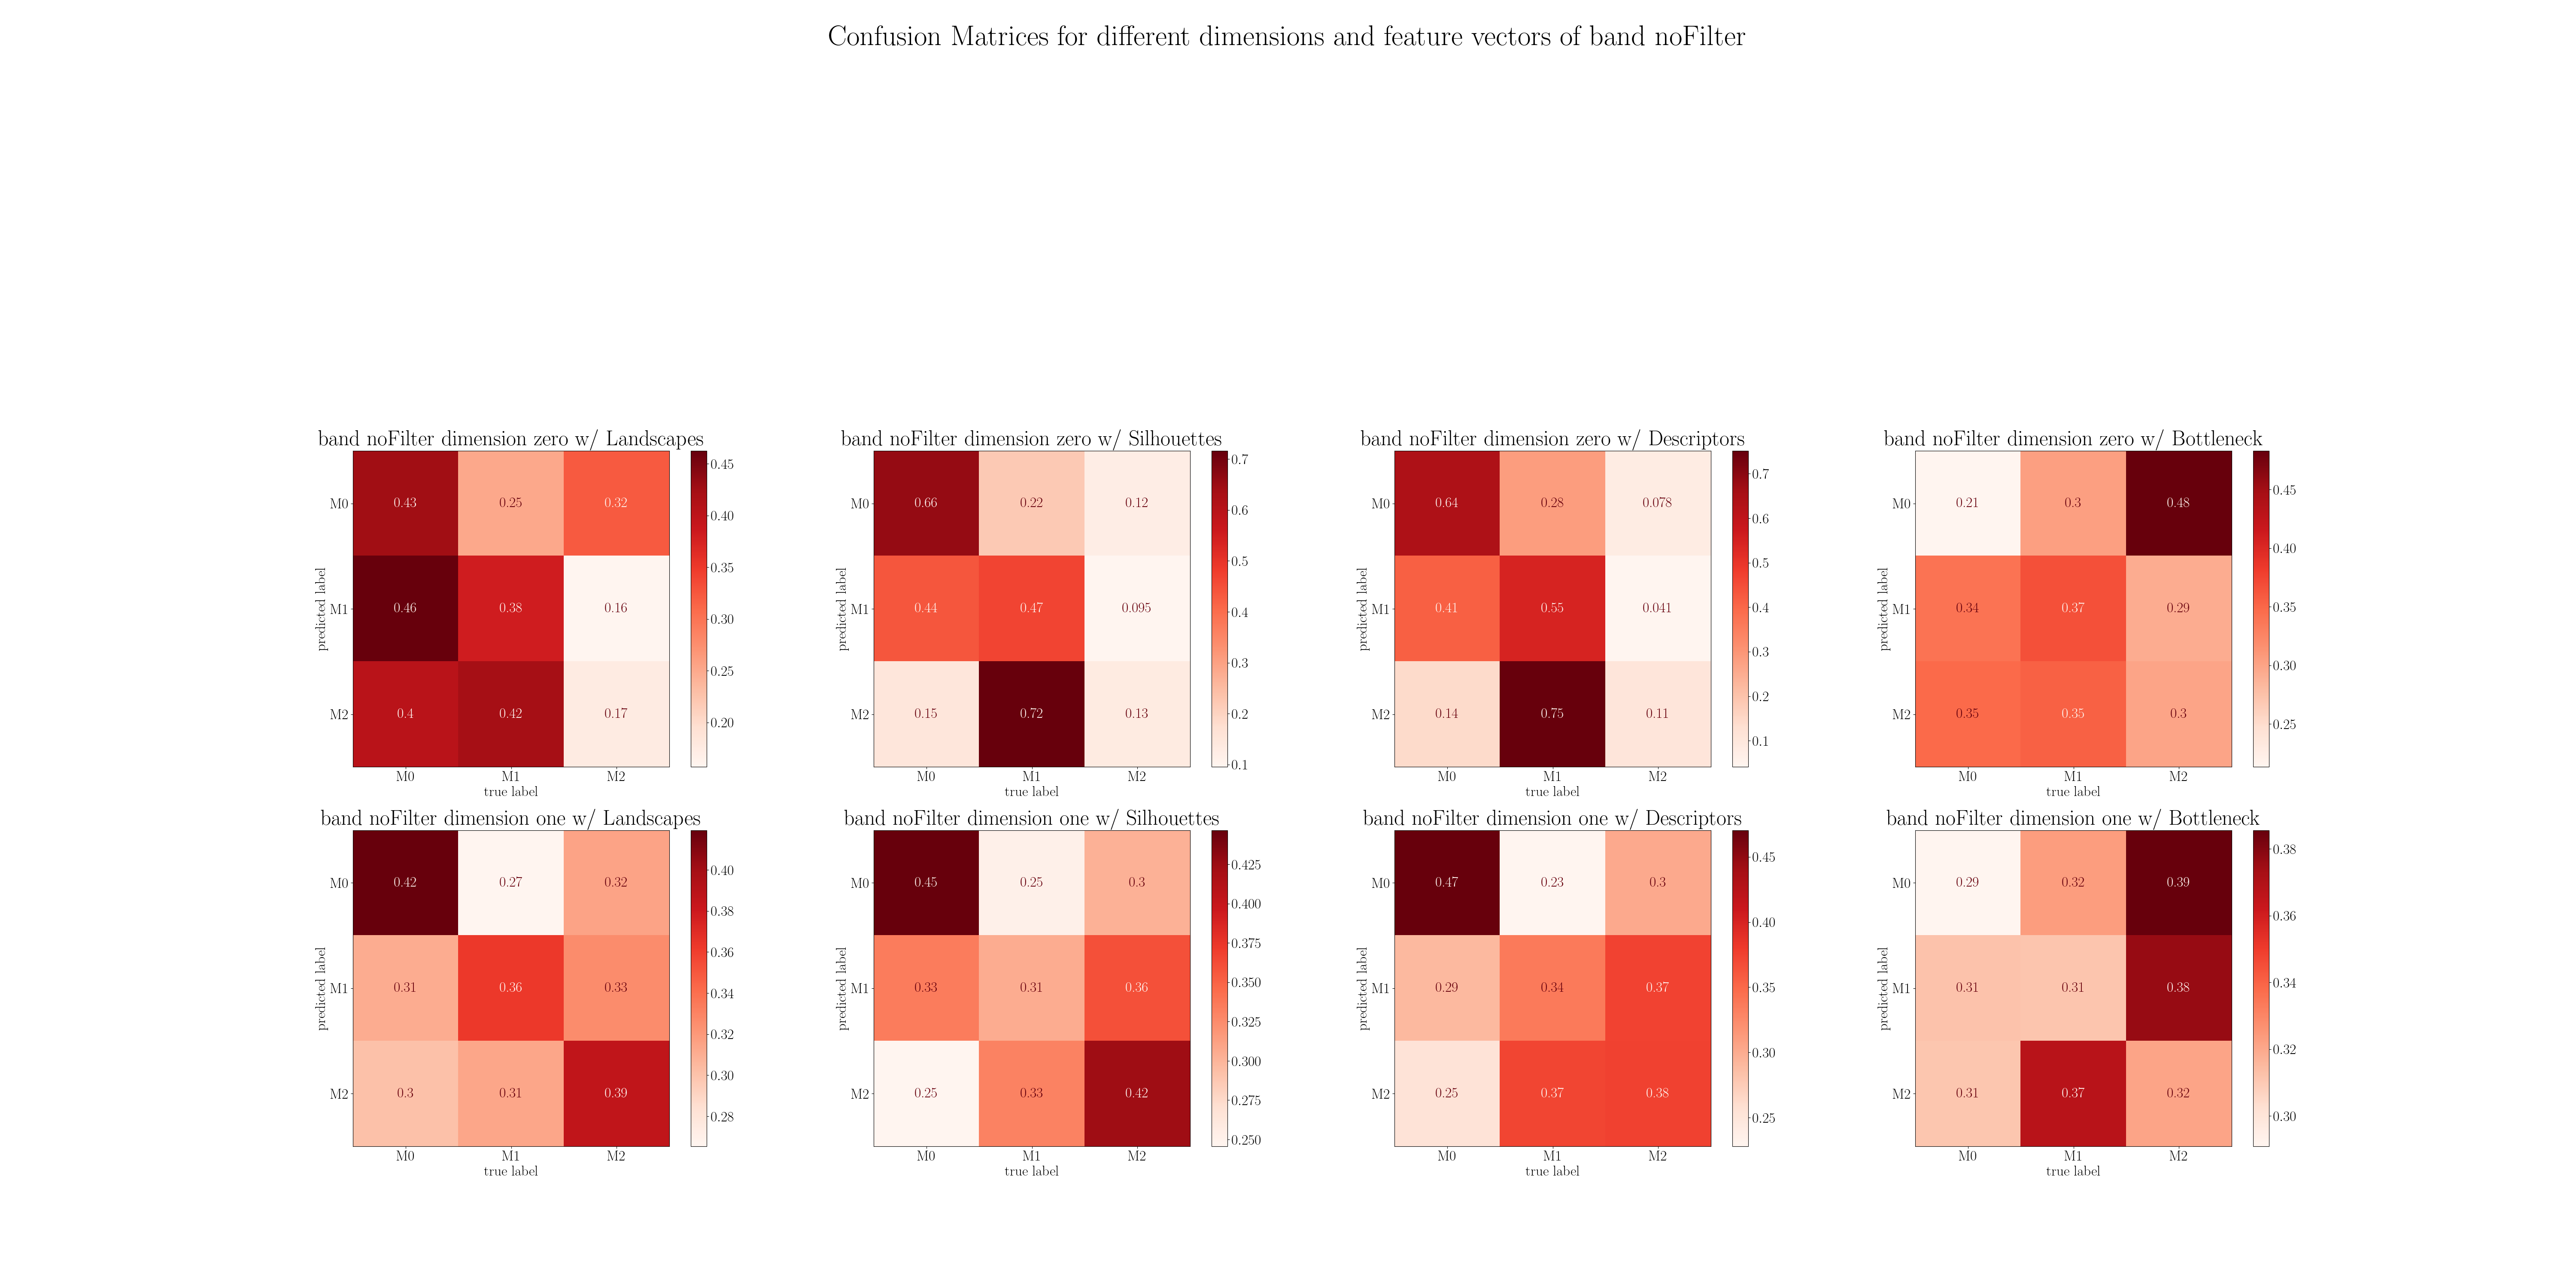 Confusion Matrices for different dimensions and feature vectors of band noFilter
band noFilter dimension zero w/ Landscapes
predicted label
M0 0.43 0.25 0.32
M1 0.46 0.38 0.16
M2 0.4 0.42 0.17
M0 M1 M2
true label
0.45
0.40
0.35
0.30
0.25
0.20
band noFilter dimension zero w/ Silhouettes
predicted label
M0 0.66 0.22 0.12
M1 0.44 0.47 0.095
M2 0.15 0.72 0.13
M0 M1 M2
true label
0.7
0.6
0.5
0.4
0.3
0.2
0.1
band noFilter dimension zero w/ Descriptors
predicted label
M0 0.64 0.28 0.078
M1 0.41 0.55 0.041
M2 0.14 0.75 0.11
M0 M1 M2
true label
0.7
0.6
0.5
0.4
0.3
0.2
0.1
band noFilter dimension zero w/ Bottleneck
predicted label
M0 0.21 0.3 0.48
M1 0.34 0.37 0.29
M2 0.35 0.35 0.3
M0 M1 M2
true label
0.45
0.40
0.35
0.30
0.25
band noFilter dimension one w/ Landscapes
predicted label
M0 0.42 0.27 0.32
M1 0.31 0.36 0.33
M2 0.3 0.31 0.39
M0 M1 M2
true label
0.40
0.38
0.36
0.34
0.32
0.30
0.28
band noFilter dimension one w/ Silhouettes
predicted label
M0 0.45 0.25 0.3
M1 0.33 0.31 0.36
M2 0.25 0.33 0.42
M0 M1 M2
true label
0.425
0.400
0.375
0.350
0.325
0.300
0.275
0.250
band noFilter dimension one w/ Descriptors
predicted label
M0 0.47 0.23 0.3
M1 0.29 0.34 0.37
M2 0.25 0.37 0.38
M0 M1 M2
true label
0.45
0.40
0.35
0.30
0.25
band noFilter dimension one w/ Bottleneck
predicted label
M0 0.29 0.32 0.39
M1 0.31 0.31 0.38
M2 0.31 0.37 0.32
M0 M1 M2
true label
0.38
0.36
0.34
0.32
0.30